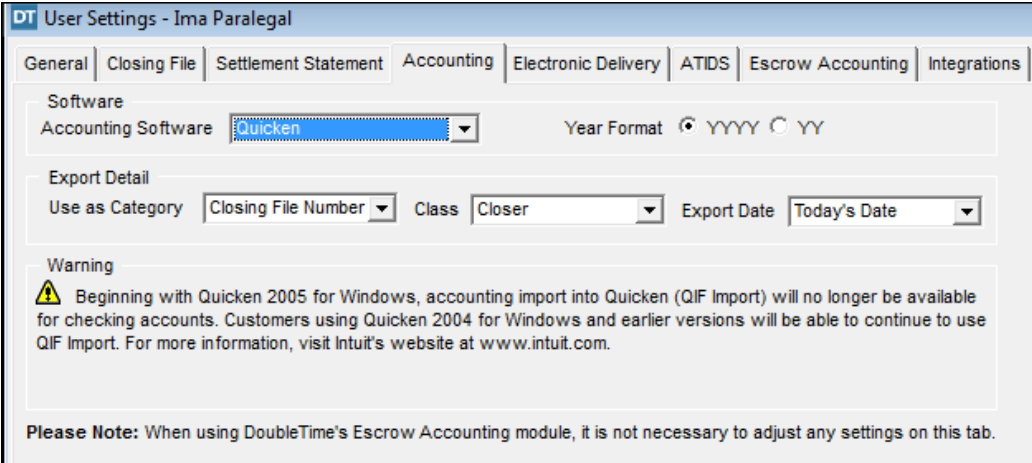 DT User Settings - Ima Paralegal
General Closing File Settlement Statement Accounting Electronic Delivery ATIDS Escrow Accounting Integrations
Software
Accounting Software Quicken Year Format YYYY YY
Export Detail
Use as Category Closing File Number Class Closer Export Date Today's Date
Warning
Beginning with Quicken 2005 for Windows, accounting import into Quicken (QIF Import) will no longer be available
for checking accounts. Customers using Quicken 2004 for Windows and earlier versions will be able to continue to use
QIF Import. For more information, visit Intuit's website at www.intuit.com.
Please Note: When using DoubleTime's Escrow Accounting module, it is not necessary to adjust any settings on this tab.